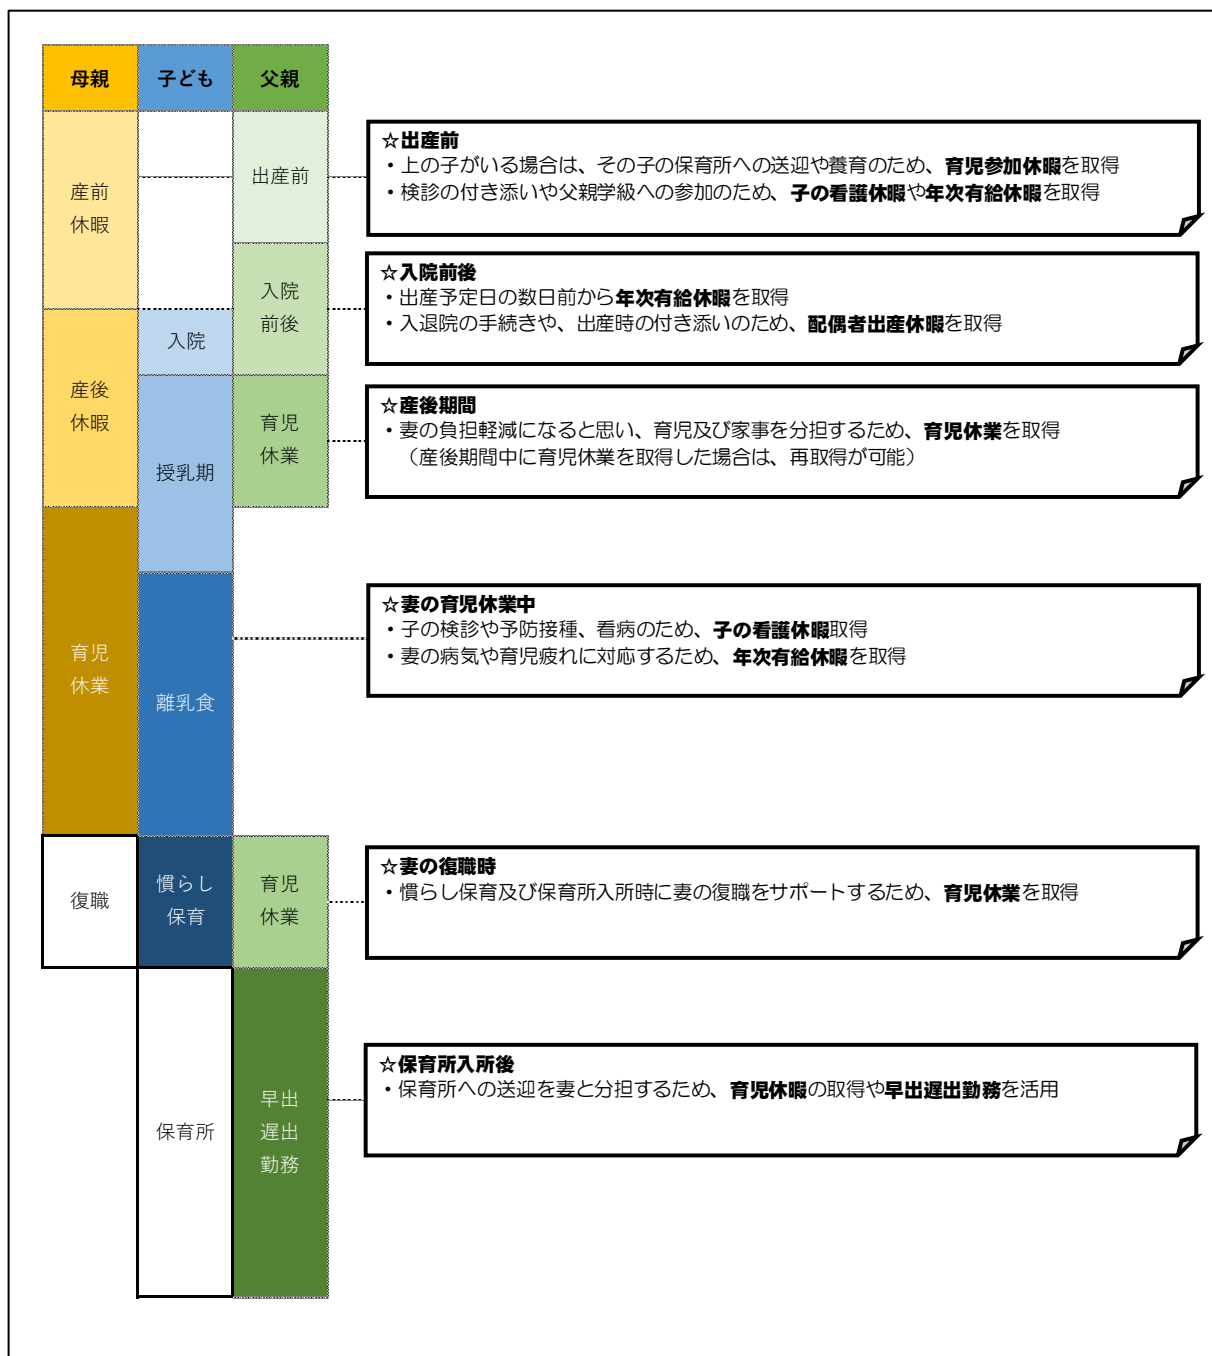 母親
子ども
父親
産前
休暇
出産前
☆出産前
・上の子がいる場合は、その子の保育所への送迎や養育のため、育児参加休暇を取得
・検診の付き添いや父親学級への参加のため、子の看護休暇や年次有給休暇を取得
入院
前後
☆入院前後
・出産予定日の数日前から年次有給休暇を取得
・入退院の手続きや、出産時の付き添いのため、配偶者出産休暇を取得
入院
産後
休暇
授乳期
育児
休業
☆産後期間
・妻の負担軽減になると思い、育児及び家事を分担するため、育児休業を取得
（産後期間中に育児休業を取得した場合は、再取得が可能）
育児
休業
離乳食
☆妻の育児休業中
・子の検診や予防接種、看病のため、子の看護休暇取得
・妻の病気や育児疲れに対応するため、年次有給休暇を取得
復職
慣らし
保育
育児
休業
☆妻の復職時
・慣らし保育及び保育所入所時に妻の復職をサポートするため、育児休業を取得
保育所
早出
遅出
勤務
☆保育所入所後
・保育所への送迎を妻と分担するため、育児休暇の取得や早出遅出勤務を活用